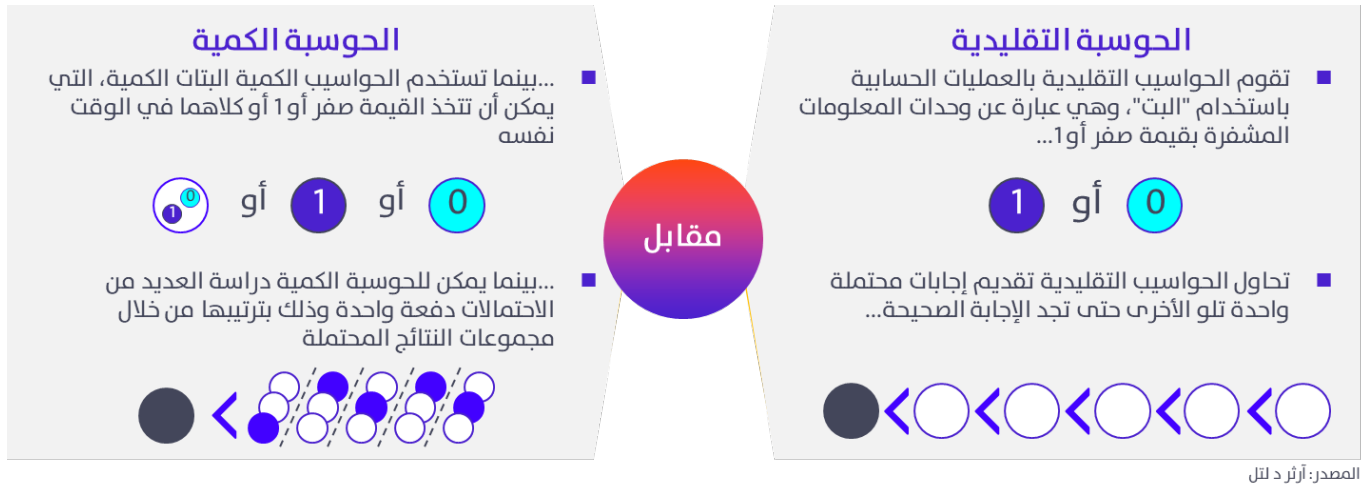 الحوسبة التقليدية
تقوم الحواسيب التقليدية بالعمليات الحسابية
باستخدام "البت"، وهي عبارة عن وحدات المعلومات
المشفرة بقيمة صفر أو1...
0 أو 1
تحاول الحواسيب التقليدية تقديم إجابات محتملة
واحدة تلو الأخرى حتى تجد الإجابة الصحيحة...
مقابل
الحوسبة الكمية
...بينما تستخدم الحواسيب الكمية البتات الكمية، التي
يمكن أن تتخذ القيمة صفر أو 1 أو كلاهما في الوقت
نفسه
0 أو 1 أو 0 1
...بينما يمكن للحوسبة الكمية دراسة العديد من
الاحتمالات دفعة واحدة وذلك بترتيبها من خلال
مجموعات النتائج المحتملة
المصدر: آرثر د لتل